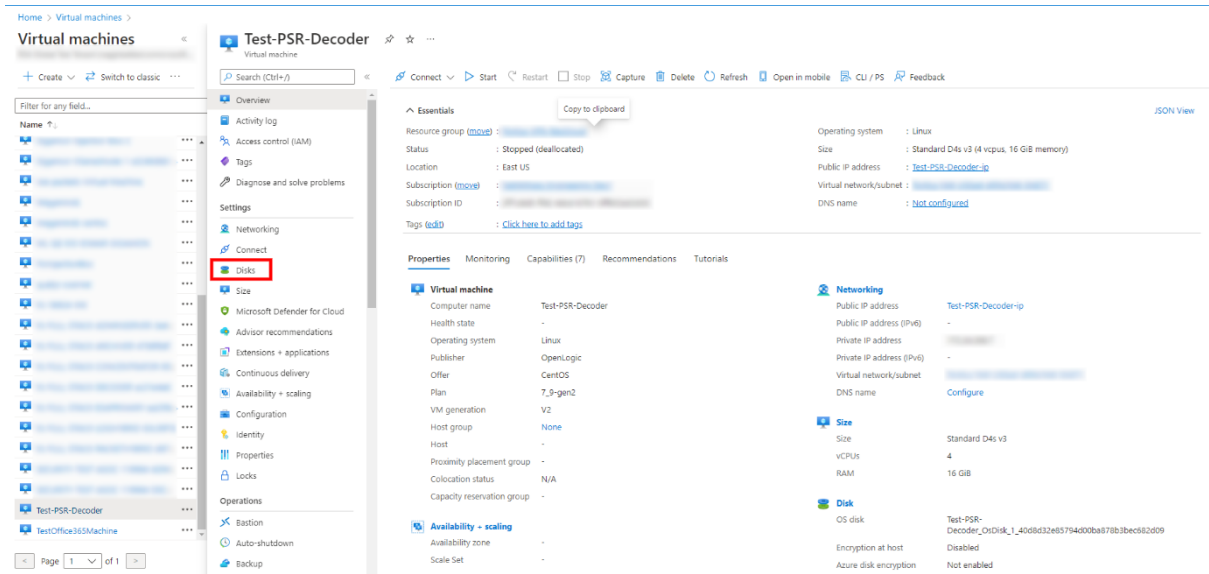 Home > Virtual machines >
Virtual machines «
+ Create Switch to classic ...
Filter for any field...
Name ↑↓
Test-PSR-Decoder ...
TestOffice365Machine ...
< Page 1 of 1 >
Test-PSR-Decoder ...
Virtual machine
Search (Ctrl+/) «
Overview
Activity log
Access control (IAM)
Tags
Diagnose and solve problems
Settings
Networking
Connect
Disks
Size
Microsoft Defender for Cloud
Advisor recommendations
Extensions + applications
Continuous delivery
Availability + scaling
Configuration
Identity
Properties
Locks
Operations
Bastion
Auto-shutdown
Backup
Connect Start Restart Stop Capture Delete Refresh Open in mobile CLI / PS Feedback
Essentials
Copy to clipboard
JSON View
Resource group (move) :
Status : Stopped (deallocated)
Location : East US
Subscription (move) :
Subscription ID :
Tags (edit) : Click here to add tags
Operating system : Linux
Size : Standard D4s v3 (4 vcpus, 16 GiB memory)
Public IP address : Test-PSR-Decoder-ip
Virtual network/subnet :
DNS name : Not configured
Properties Monitoring Capabilities (7) Recommendations Tutorials
Virtual machine
Computer name Test-PSR-Decoder
Health state -
Operating system Linux
Publisher OpenLogic
Offer CentOS
Plan 7_9-gen2
VM generation V2
Host group None
Host -
Proximity placement group -
Colocation status N/A
Capacity reservation group -
Availability + scaling
Availability zone -
Scale Set -
Networking
Public IP address Test-PSR-Decoder-ip
Public IP address (IPv6) -
Private IP address
Private IP address (IPv6) -
Virtual network/subnet
DNS name Configure
Size
Size Standard D4s v3
vCPUs 4
RAM 16 GiB
Disk
OS disk Test-PSR-
Decoder_OsDisk_1_40d8d32e85794d00ba878b3bec682d09
Encryption at host Disabled
Azure disk encryption Not enabled